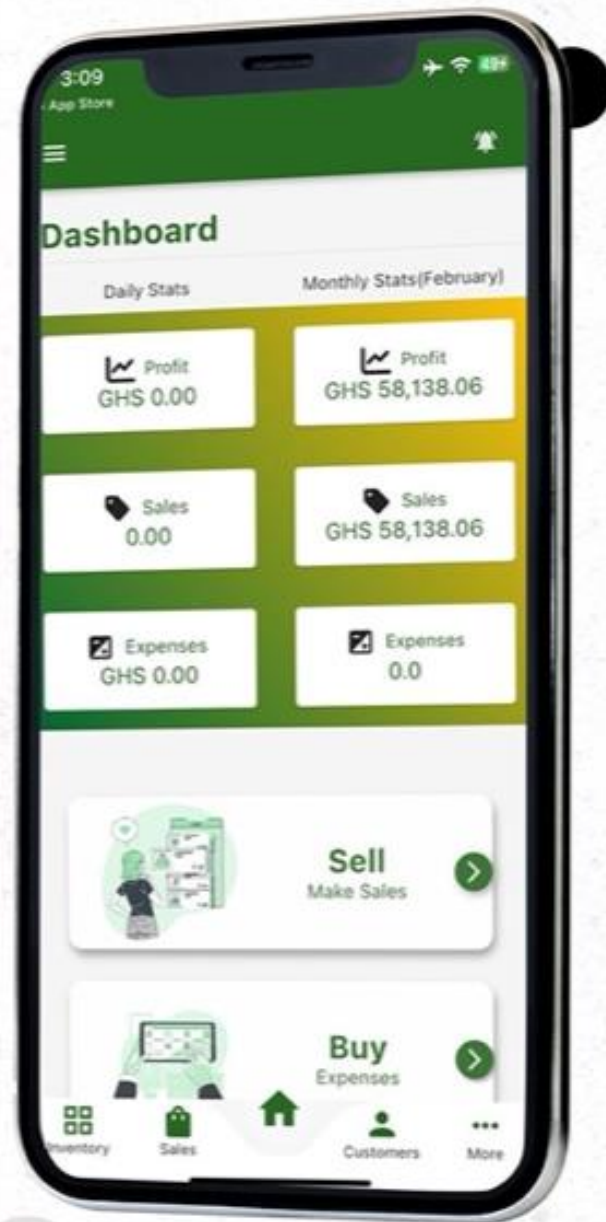 3:09
49
App Store
Dashboard
Daily Stats
Monthly Stats(February)
Profit
GHS 0.00
Profit
GHS 58,138.06
Sales
0.00
Sales
GHS 58,138.06
Expenses
GHS 0.00
Expenses
0.0
Sell
Make Sales
Buy
Expenses
Inventory
Sales
Customers
More